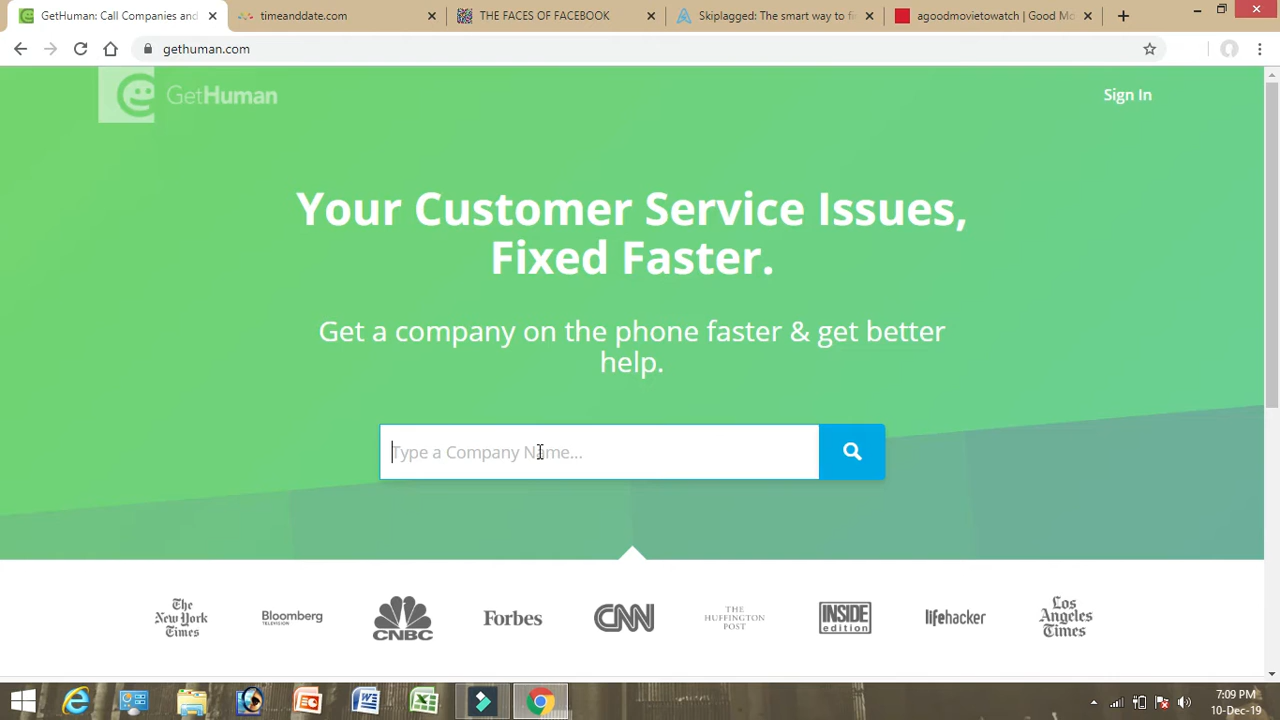 GetHuman: Call Companies and
timeanddate.com
THE FACES OF FACEBOOK
Skiplagged: The smart way to fi
agoodmovietowatch | Good Mo
gethuman.com
GetHuman
Sign In
Your Customer Service Issues,
Fixed Faster.
Get a company on the phone faster & get better
help.
Type a Company Name...
The
New York
Times
Bloomberg
TELEVISION
CNBC
Forbes
CNN
THE
HUFFINGTON
POST
INSIDE
edition
lifehacker
Los
Angeles
Times
7:09 PM
10-Dec-19